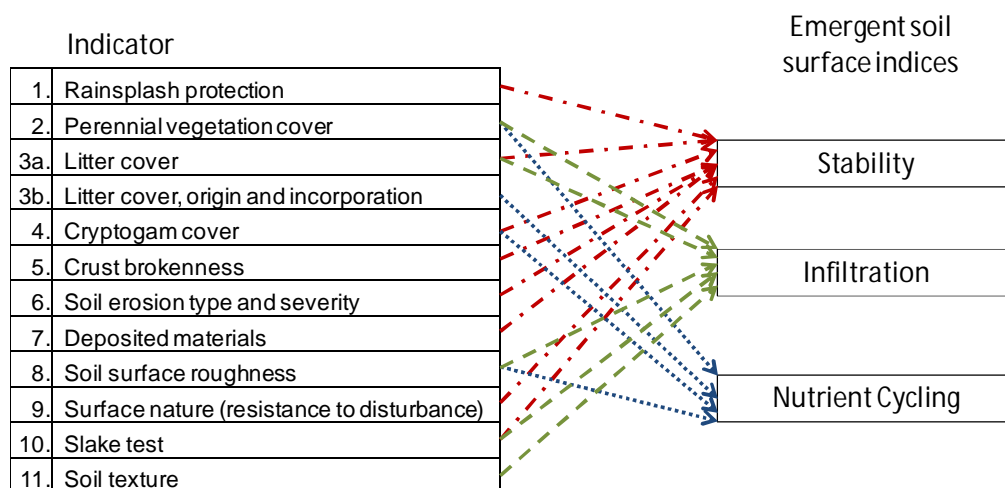 Indicator
Emergent soil
surface indices
1. Rainsplash protection
2. Perennial vegetation cover
3a. Litter cover
3b. Litter cover, origin and incorporation
4. Cryptogam cover
5. Crust brokenness
6. Soil erosion type and severity
7. Deposited materials
8. Soil surface roughness
9. Surface nature (resistance to disturbance)
10. Slake test
11. Soil texture
Stability
Infiltration
Nutrient Cycling